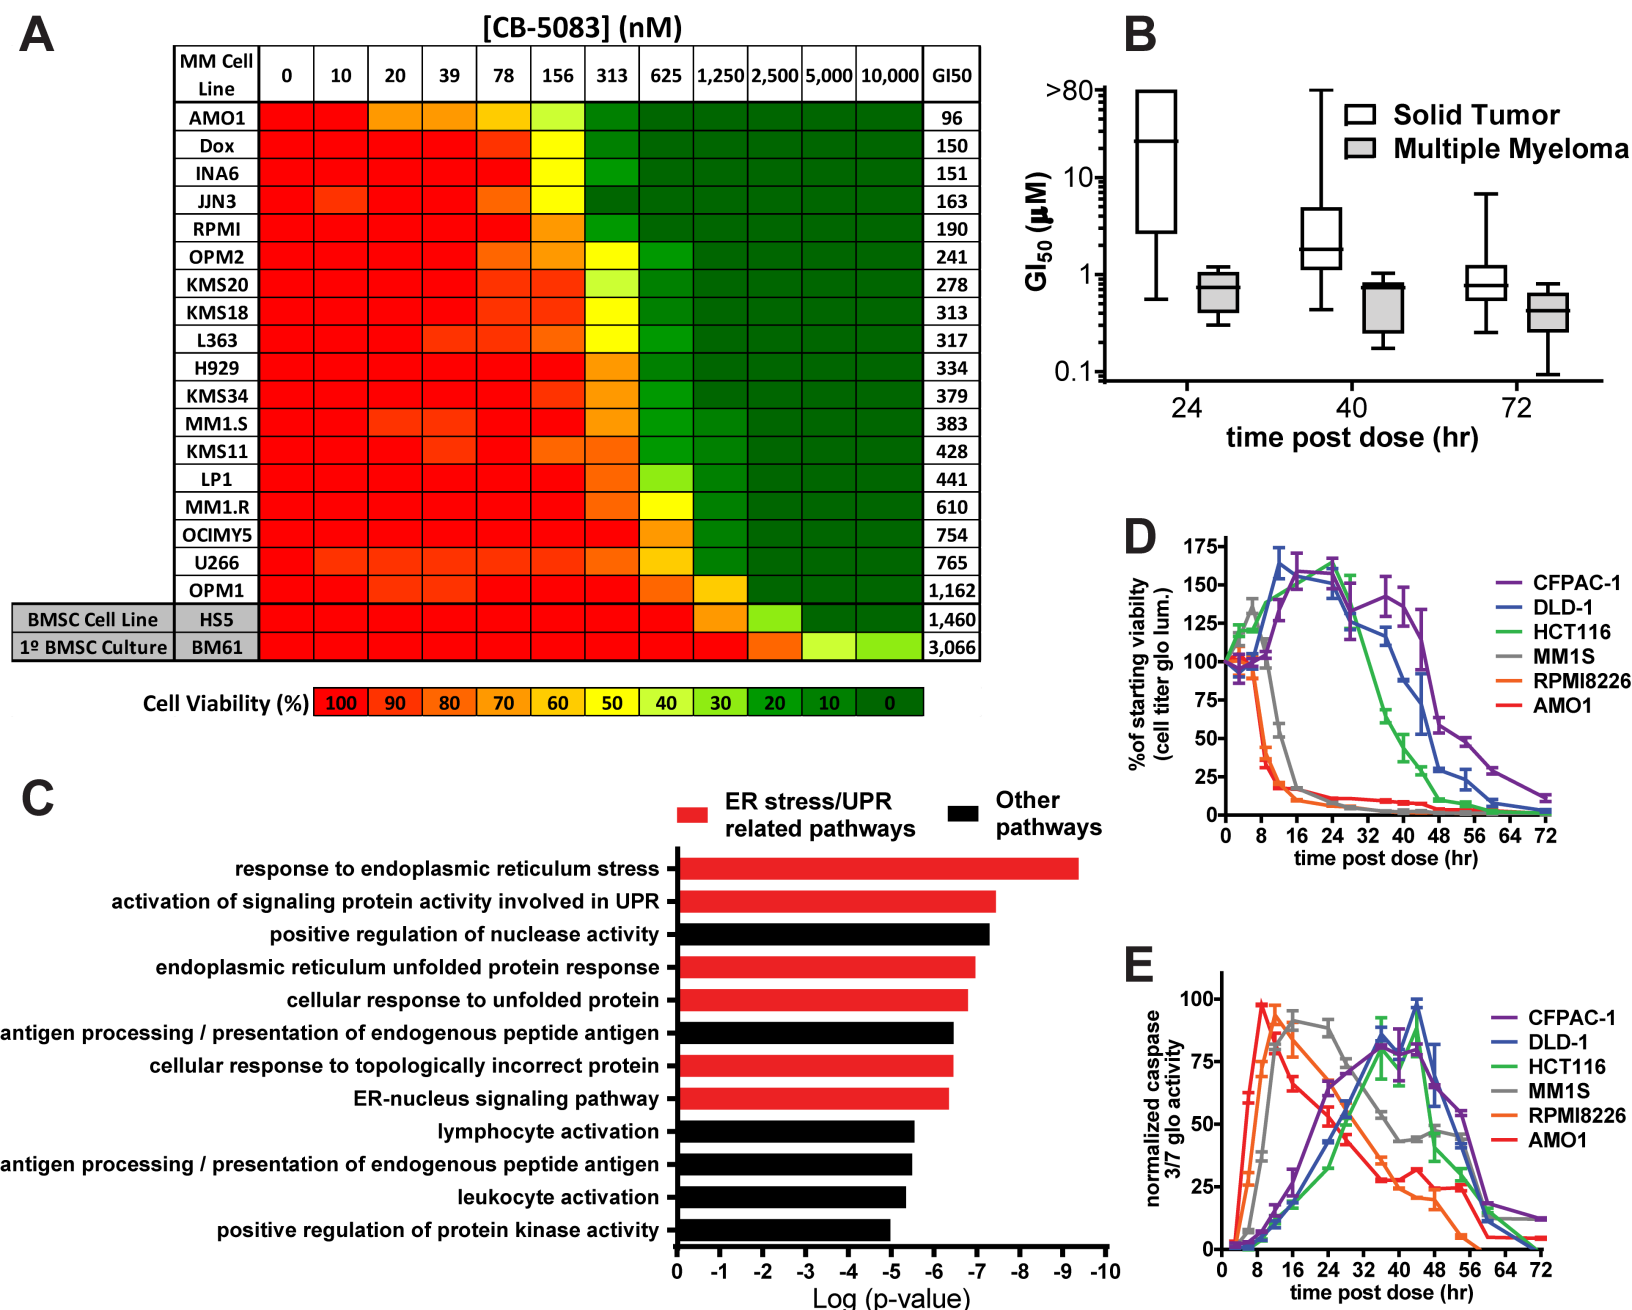 A
[CB-5083] (nM)
MM Cell Line 0 10 20 39 78 156 313 625 1,250 2,500 5,000 10,000 GI50
AMO1 96
Dox 150
INA6 151
JJN3 163
RPMI 190
OPM2 241
KMS20 278
KMS18 313
L363 317
H929 334
KMS34 379
MM1.S 383
KMS11 428
LP1 441
MM1.R 610
OCIMY5 754
U266 765
OPM1 1,162
BMSC Cell Line HS5 1,460
1º BMSC Culture BM61 3,066
Cell Viability (%) 100 90 80 70 60 50 40 30 20 10 0
B
GI50 (µM)
>80
10
1
0.1
Solid Tumor
Multiple Myeloma
24 40 72
time post dose (hr)
C
ER stress/UPR
related pathways
Other
pathways
response to endoplasmic reticulum stress
activation of signaling protein activity involved in UPR
positive regulation of nuclease activity
endoplasmic reticulum unfolded protein response
cellular response to unfolded protein
antigen processing / presentation of endogenous peptide antigen
cellular response to topologically incorrect protein
ER-nucleus signaling pathway
lymphocyte activation
antigen processing / presentation of endogenous peptide antigen
leukocyte activation
positive regulation of protein kinase activity
0 -1 -2 -3 -4 -5 -6 -7 -8 -9 -10
Log (p-value)
D
%of starting viabilty
(cell titer glo lum.)
175
150
125
100
75
50
25
0
CFPAC-1
DLD-1
HCT116
MM1S
RPMI8226
AMO1
0 8 16 24 32 40 48 56 64 72
time post dose (hr)
E
normalized caspase
3/7 glo activity
100
75
50
25
0
CFPAC-1
DLD-1
HCT116
MM1S
RPMI8226
AMO1
0 8 16 24 32 40 48 56 64 72
time post dose (hr)